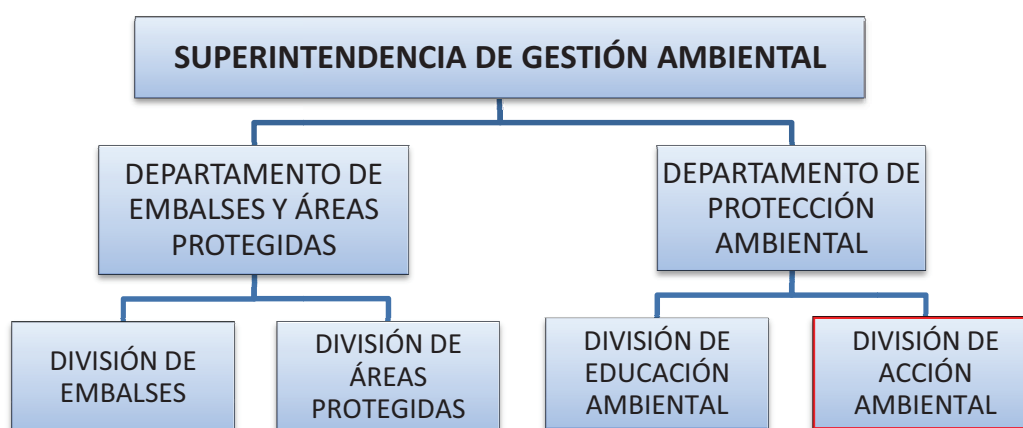 SUPERINTENDENCIA DE GESTIÓN AMBIENTAL
DEPARTAMENTO DE
EMBALSES Y ÁREAS
PROTEGIDAS
DEPARTAMENTO DE
PROTECCIÓN
AMBIENTAL
DIVISIÓN DE
EMBALSES
DIVISIÓN DE
ÁREAS
PROTEGIDAS
DIVISIÓN DE
EDUCACIÓN
AMBIENTAL
DIVISIÓN DE
ACCIÓN
AMBIENTAL